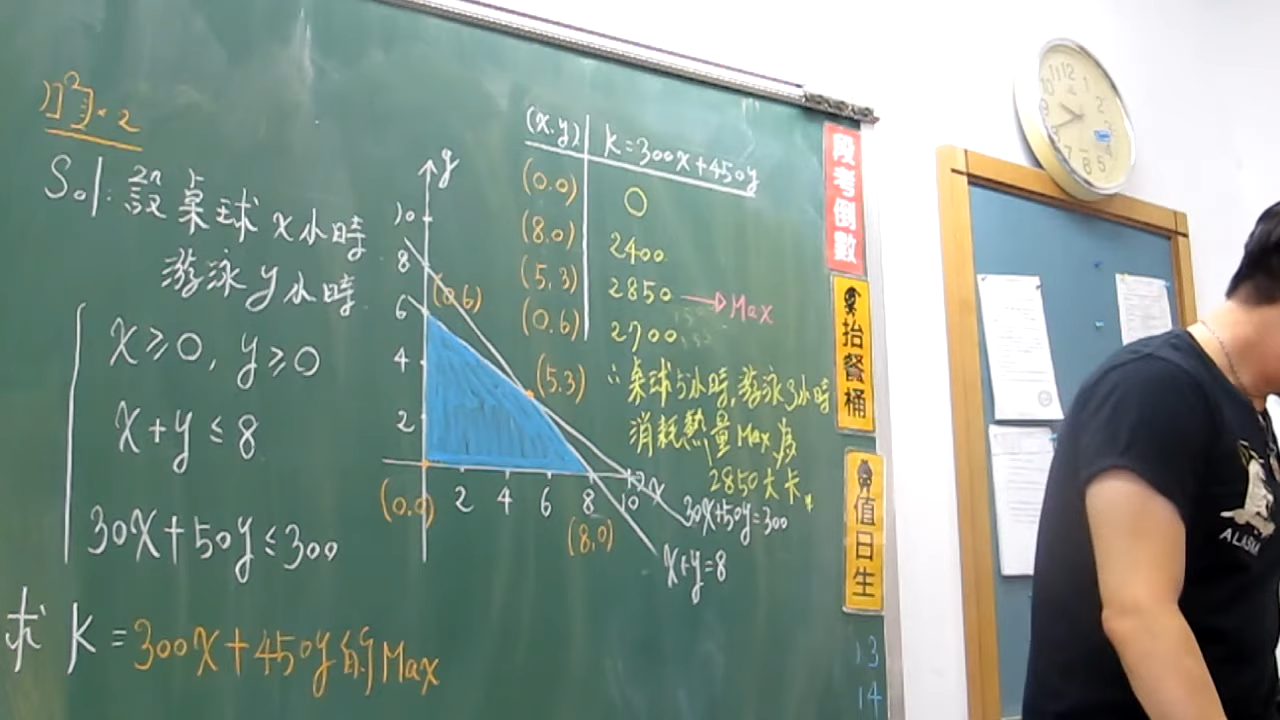 習.2
Sol: 設桌球 x小時
游泳 y小時
x≥0, y≥0
x+y≤8
30x+50y≤300
求 k=300x+450y的Max
y
10
8
6
4
2
(0.6)
(5.3)
(0.0)
2 4 6 8 10 x
(8.0)
30x+50y=300
x+y=8
(x.y) k=300x+450y
(0.0) 0
(8.0) 2400
(5.3) 2850 → Max
(0.6) 2700
∴桌球5小時,游泳3小時
消耗熱量Max為
2850大卡.
段考倒數
抬餐桶
值日生
13
14
ALASKA